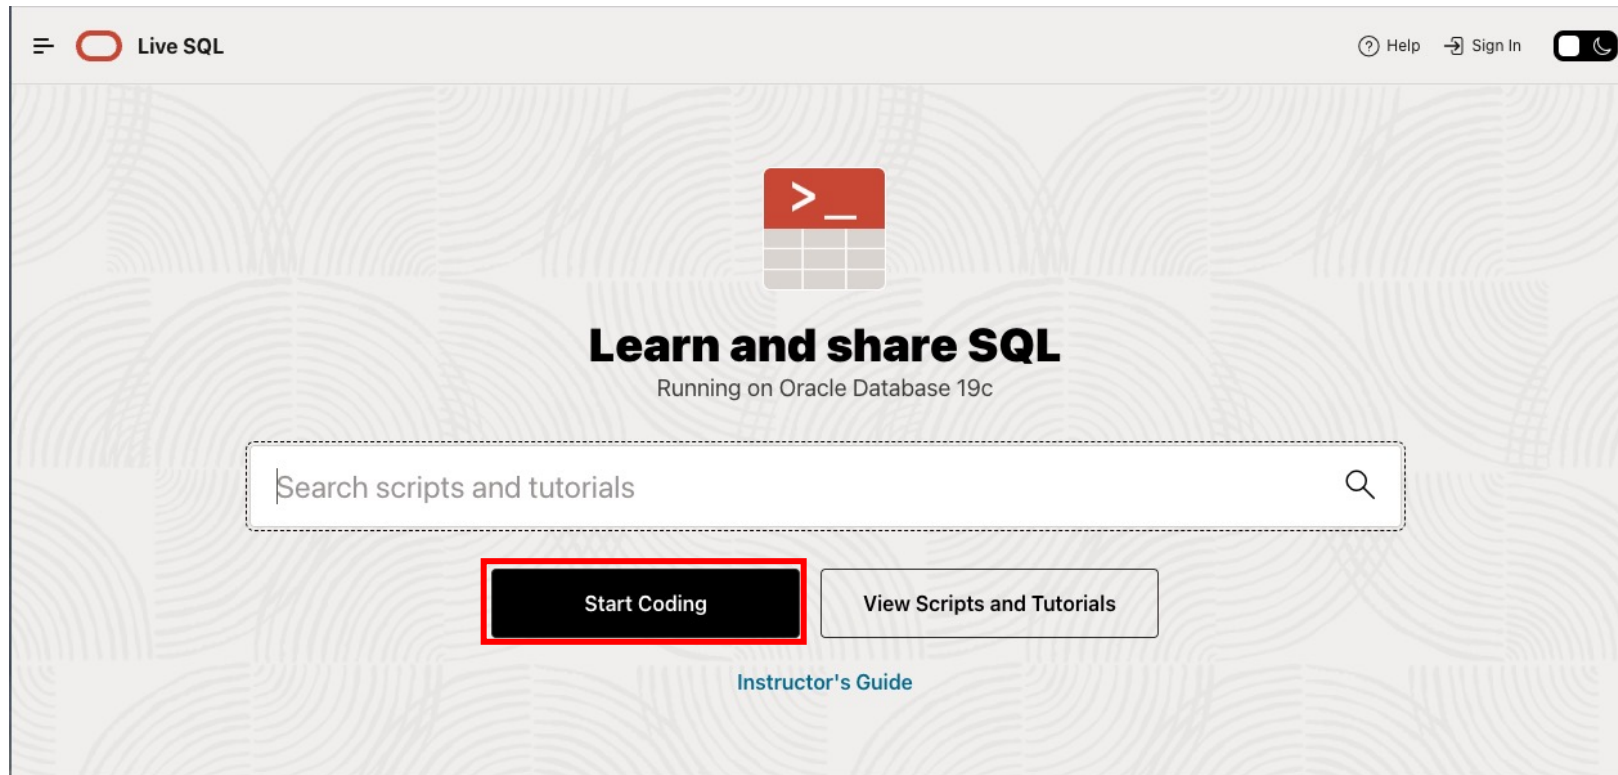 Live SQL
Help
Sign In
>_
Learn and share SQL
Running on Oracle Database 19c
Search scripts and tutorials
Start Coding
View Scripts and Tutorials
Instructor's Guide